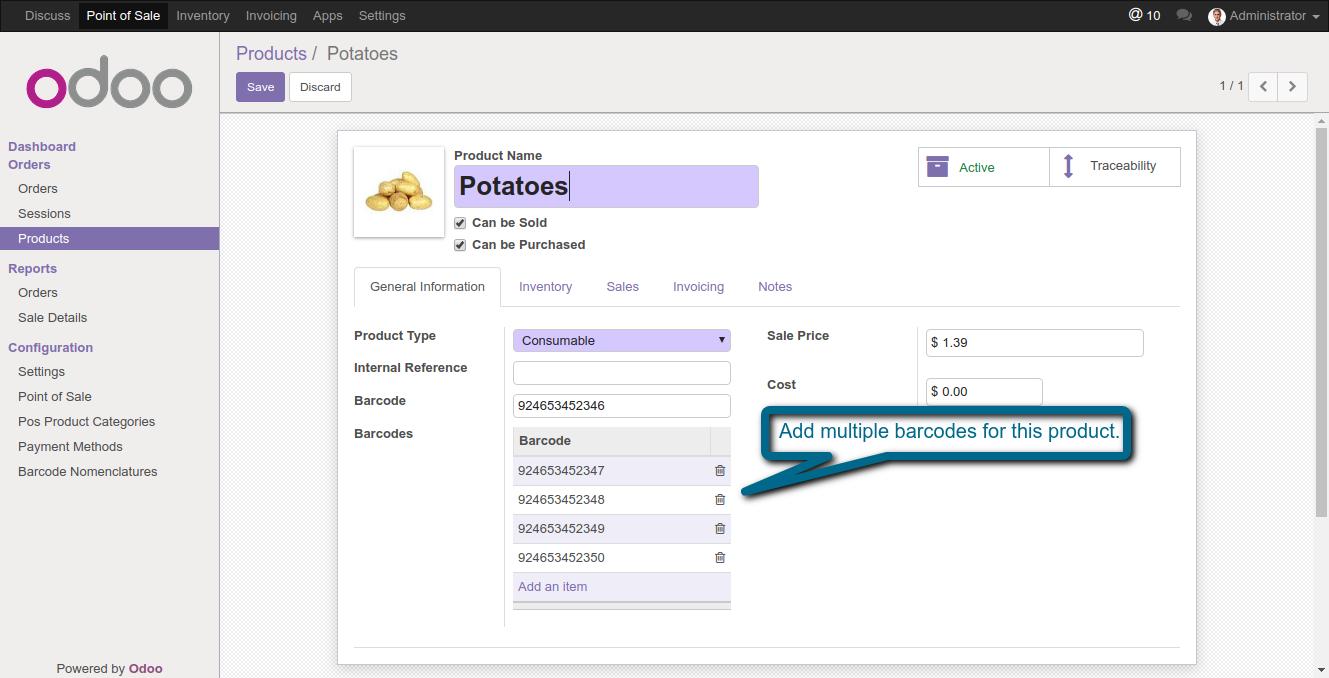 Discuss Point of Sale Inventory Invoicing Apps Settings @ 10 Administrator
odoo
Dashboard
Orders
Orders
Sessions
Products
Reports
Orders
Sale Details
Configuration
Settings
Point of Sale
Pos Product Categories
Payment Methods
Barcode Nomenclatures
Powered by Odoo
Products / Potatoes
Save Discard
1 / 1
Product Name
Potatoes
Can be Sold
Can be Purchased
Active
Traceability
General Information Inventory Sales Invoicing Notes
Product Type Consumable
Internal Reference
Barcode 924653452346
Barcodes
Barcode
924653452347
924653452348
924653452349
924653452350
Add an item
Sale Price $ 1.39
Cost $ 0.00
Add multiple barcodes for this product.